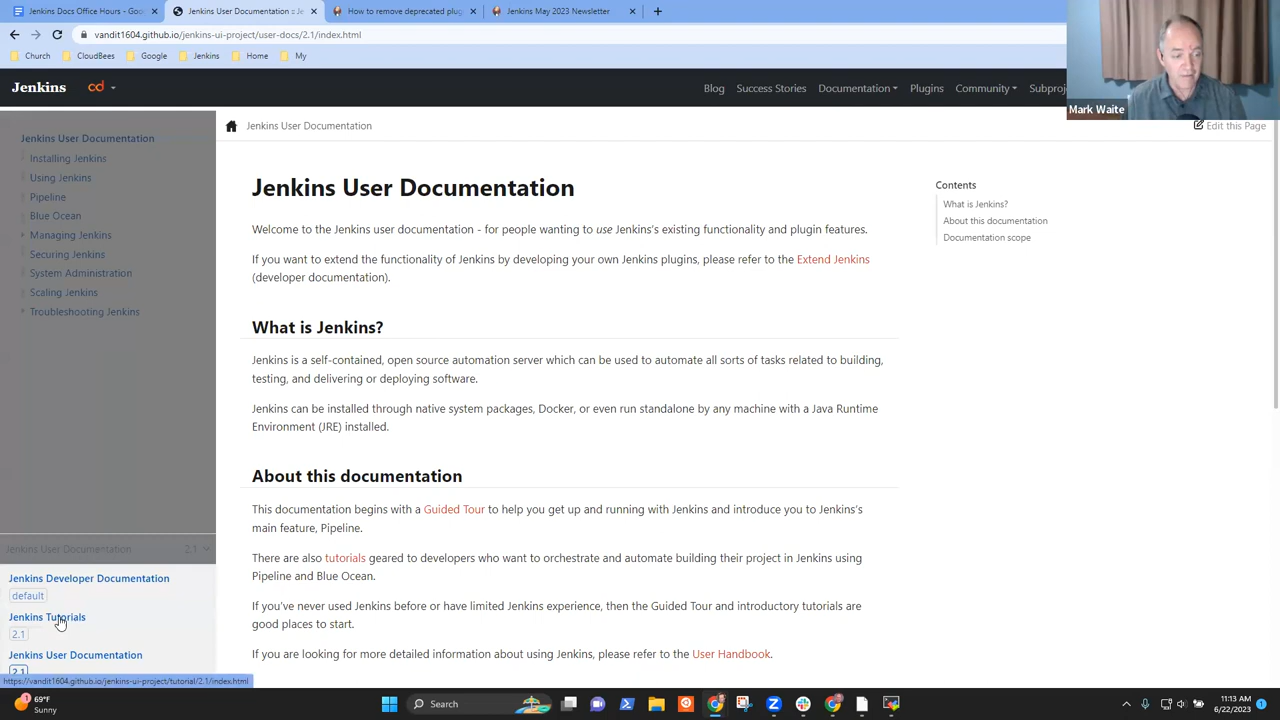 Jenkins Docs Office Hours - Goo
Jenkins User Documentation ::
How to remove deprecated plug
Jenkins May 2023 Newsletter
vandit1604.github.io/jenkins-ui-project/user-docs/2.1/index.html
Church
CloudBees
Google
Jenkins
Home
My
Mark Waite
Jenkins
cd
Blog
Success Stories
Documentation
Plugins
Community
Subproj
Jenkins User Documentation
Edit this Page
Jenkins User Documentation
Installing Jenkins
Using Jenkins
Pipeline
Blue Ocean
Managing Jenkins
Securing Jenkins
System Administration
Scaling Jenkins
Troubleshooting Jenkins
Jenkins User Documentation 2.1
Jenkins Developer Documentation
default
Jenkins Tutorials
2.1
Jenkins User Documentation
2.1
https://vandit1604.github.io/jenkins-ui-project/tutorial/2.1/index.html
Jenkins User Documentation
Welcome to the Jenkins user documentation - for people wanting to use Jenkins's existing functionality and plugin features.
If you want to extend the functionality of Jenkins by developing your own Jenkins plugins, please refer to the Extend Jenkins
(developer documentation).
What is Jenkins?
Jenkins is a self-contained, open source automation server which can be used to automate all sorts of tasks related to building,
testing, and delivering or deploying software.
Jenkins can be installed through native system packages, Docker, or even run standalone by any machine with a Java Runtime
Environment (JRE) installed.
About this documentation
This documentation begins with a Guided Tour to help you get up and running with Jenkins and introduce you to Jenkins's
main feature, Pipeline.
There are also tutorials geared to developers who want to orchestrate and automate building their project in Jenkins using
Pipeline and Blue Ocean.
If you've never used Jenkins before or have limited Jenkins experience, then the Guided Tour and introductory tutorials are
good places to start.
If you are looking for more detailed information about using Jenkins, please refer to the User Handbook.
Contents
What is Jenkins?
About this documentation
Documentation scope
69°F
Sunny
Search
11:13 AM
6/22/2023